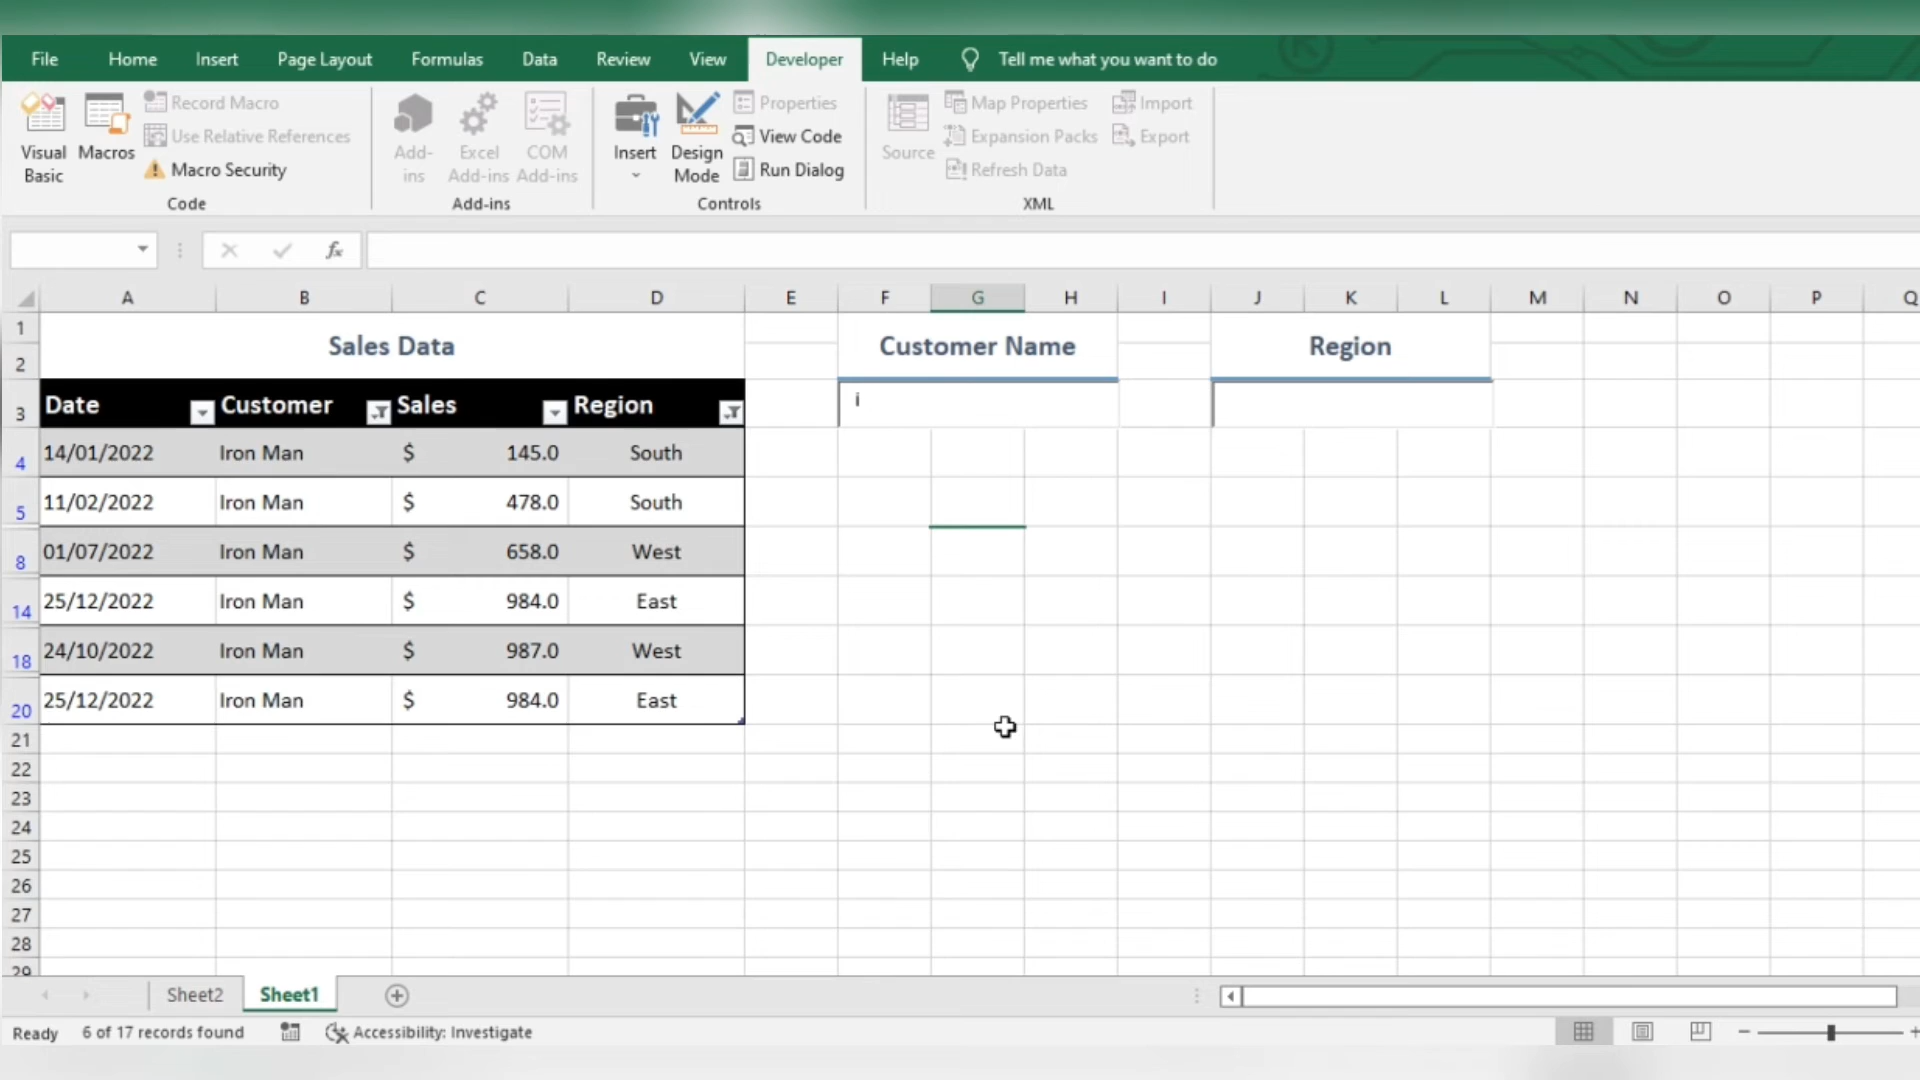 File Home Insert Page Layout Formulas Data Review View Developer Help Tell me what you want to do
Visual Basic
Macros
Record Macro
Use Relative References
Macro Security
Code
Add-ins
Excel Add-ins
COM Add-ins
Add-ins
Insert
Design Mode
Properties
View Code
Run Dialog
Controls
Source
Map Properties
Expansion Packs
Refresh Data
Import
Export
XML
fx
A B C D E F G H I J K L M N O P Q
1
2
Sales Data
Customer Name
Region
3 Date Customer Sales Region
i
4 14/01/2022 Iron Man $ 145.0 South
5 11/02/2022 Iron Man $ 478.0 South
8 01/07/2022 Iron Man $ 658.0 West
14 25/12/2022 Iron Man $ 984.0 East
18 24/10/2022 Iron Man $ 987.0 West
20 25/12/2022 Iron Man $ 984.0 East
21
22
23
24
25
26
27
28
29
Sheet2 Sheet1
Ready 6 of 17 records found Accessibility: Investigate